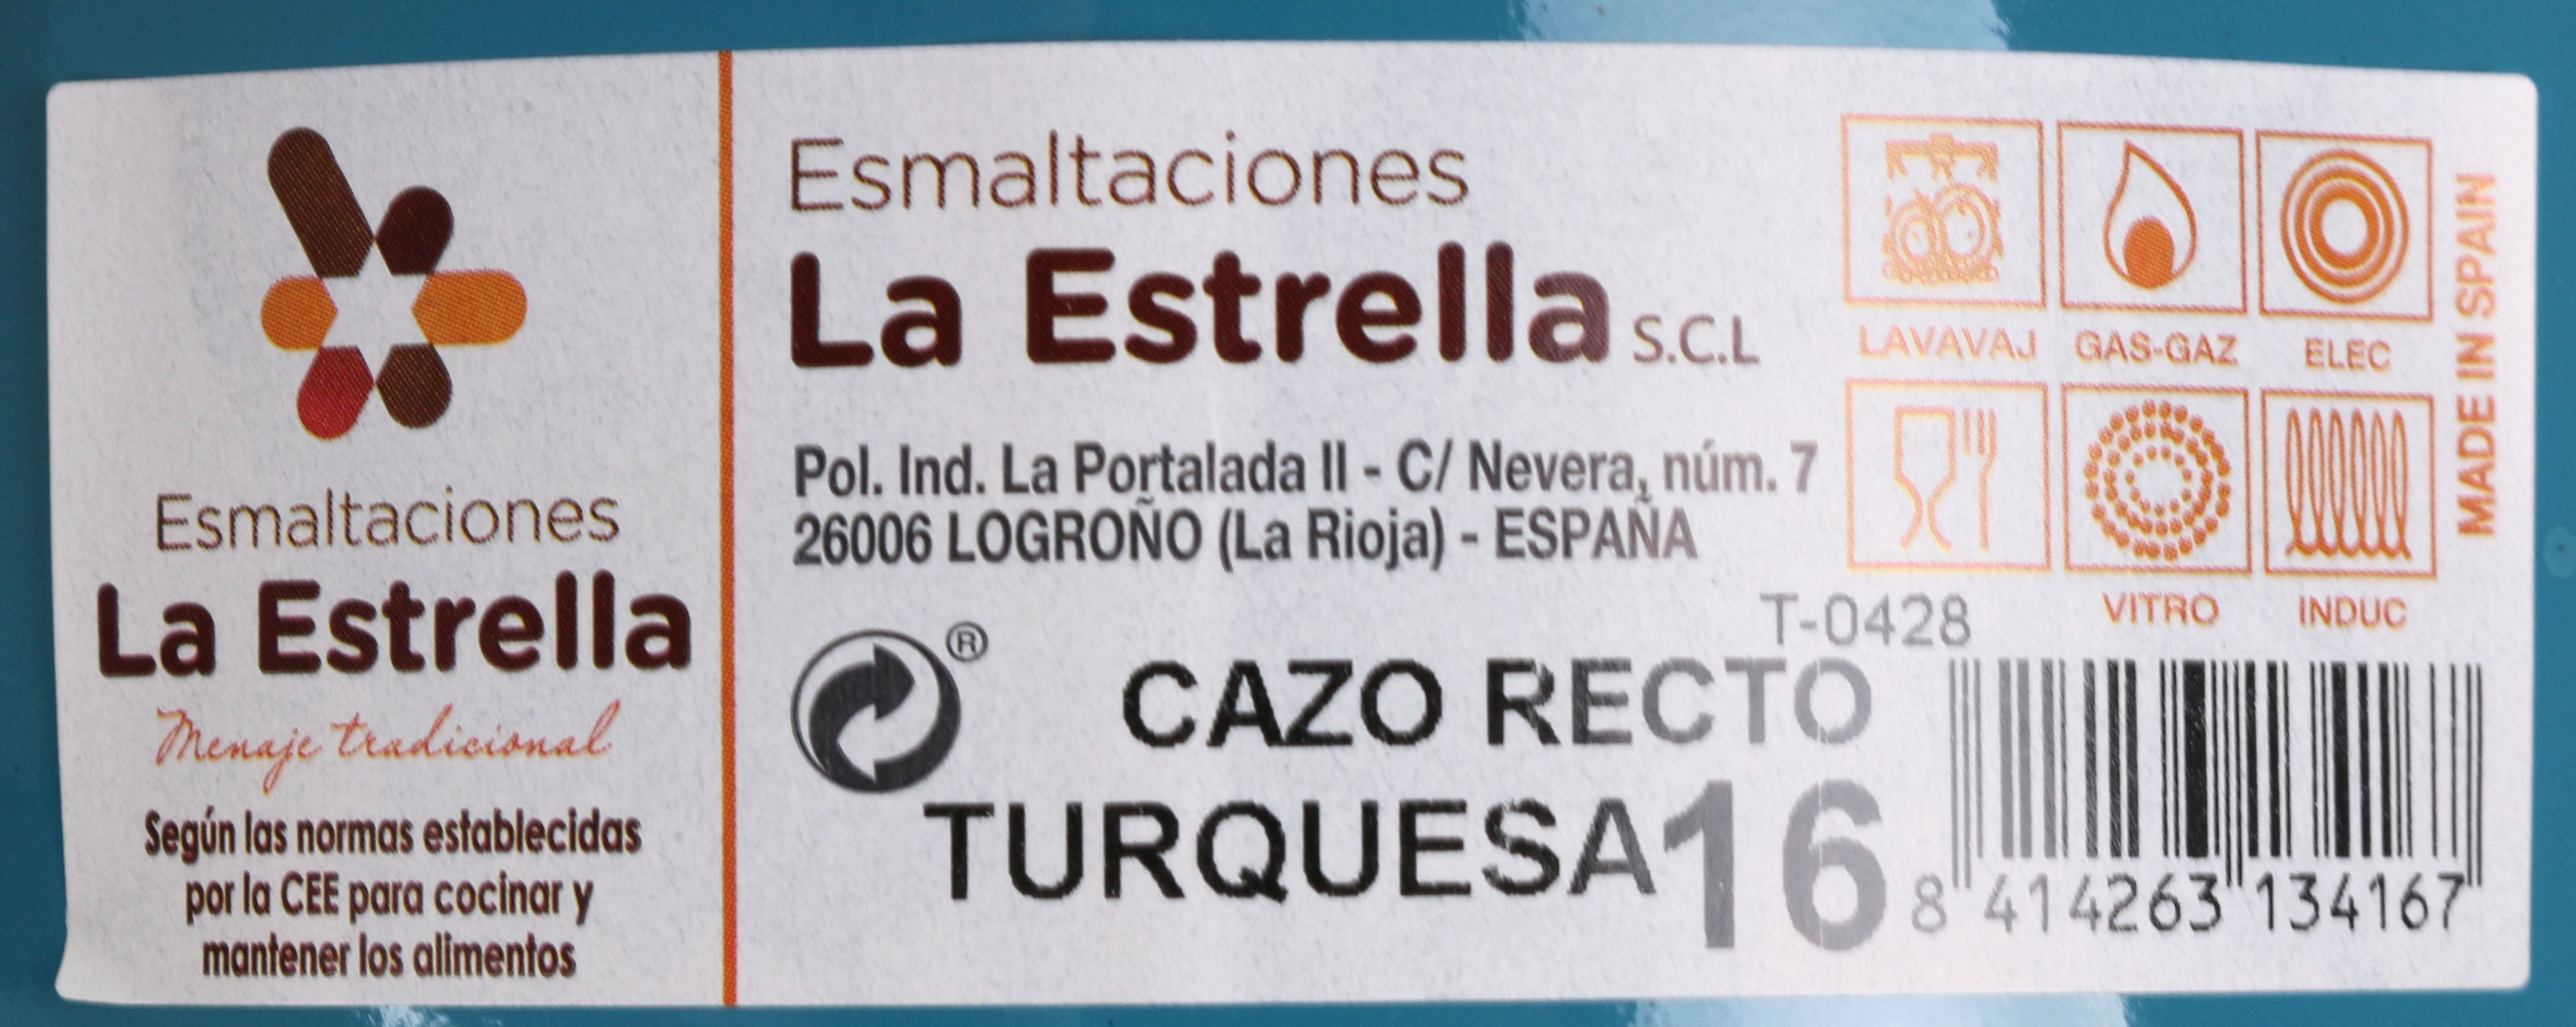 Esmaltaciones
La Estrella
Menaje tradicional
Según las normas establecidas
por la CEE para cocinar y
mantener los alimentos
Esmaltaciones
La Estrella S.C.L
Pol. Ind. La Portalada II - C/ Nevera, núm. 7
26006 LOGROÑO (La Rioja) - ESPAÑA
®
T-0428
CAZO RECTO
TURQUESA 16
LAVAVAJ GAS-GAZ ELEC
VITRO INDUC
MADE IN SPAIN
8 414263 134167